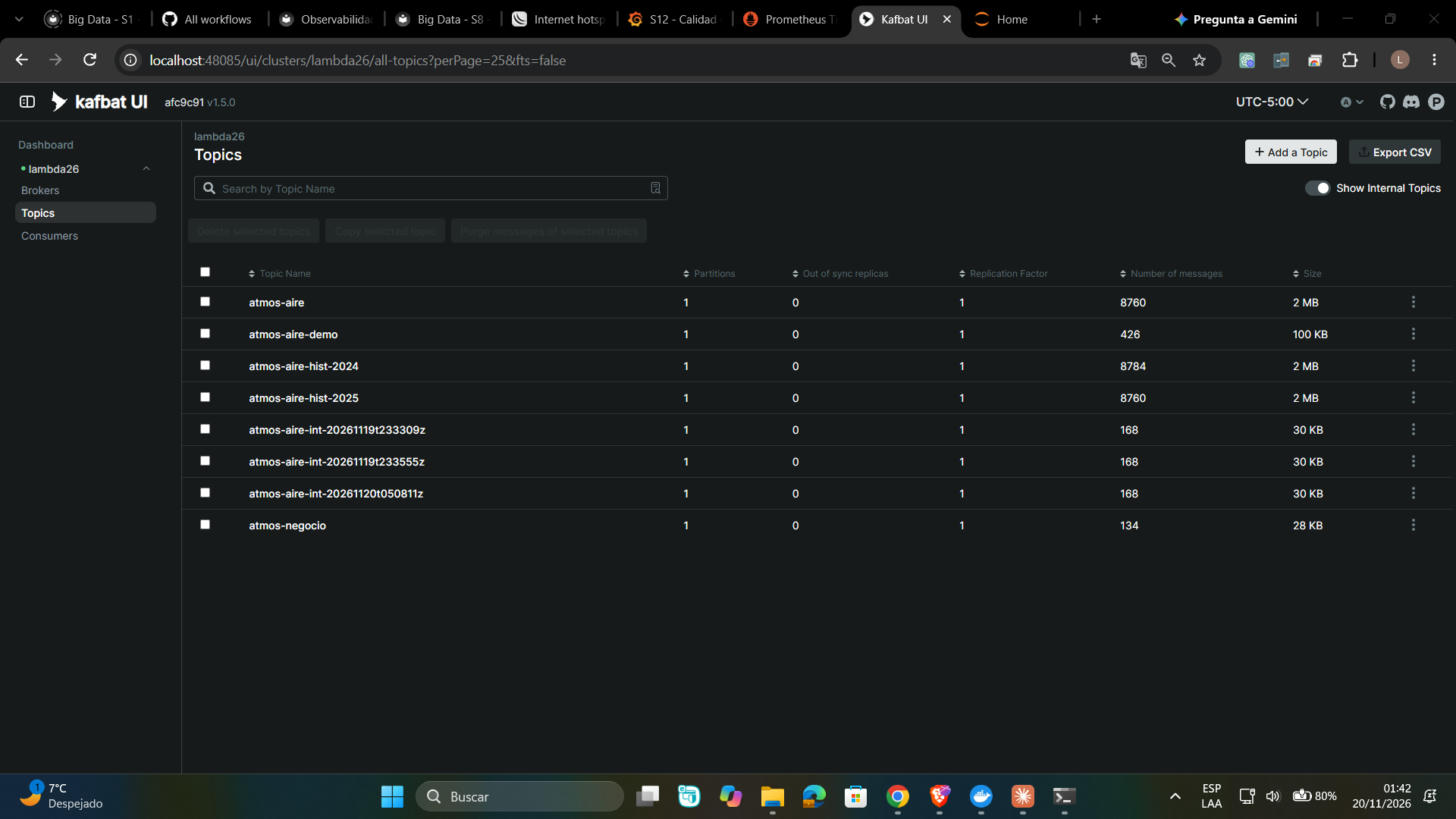 Big Data - S1
All workflows
Observabilida
Big Data - S8
Internet hotsp
S12 - Calidad
Prometheus Ti
Kafbat UI
Home
Pregunta a Gemini
localhost:48085/ui/clusters/lambda26/all-topics?perPage=25&fts=false
L
kafbat UI
afc9c91 v1.5.0
UTC-5:00
A
Dashboard
lambda26
Brokers
Topics
Consumers
lambda26
Topics
+ Add a Topic
Export CSV
Search by Topic Name
Show Internal Topics
Delete selected topics
Copy selected topic
Purge messages of selected topics
Topic Name Partitions Out of sync replicas Replication Factor Number of messages Size
atmos-aire 1 0 1 8760 2 MB
atmos-aire-demo 1 0 1 426 100 KB
atmos-aire-hist-2024 1 0 1 8784 2 MB
atmos-aire-hist-2025 1 0 1 8760 2 MB
atmos-aire-int-20261119t233309z 1 0 1 168 30 KB
atmos-aire-int-20261119t233555z 1 0 1 168 30 KB
atmos-aire-int-20261120t050811z 1 0 1 168 30 KB
atmos-negocio 1 0 1 134 28 KB
1
7°C
Despejado
Buscar
ESP
LAA
80%
01:42
20/11/2026